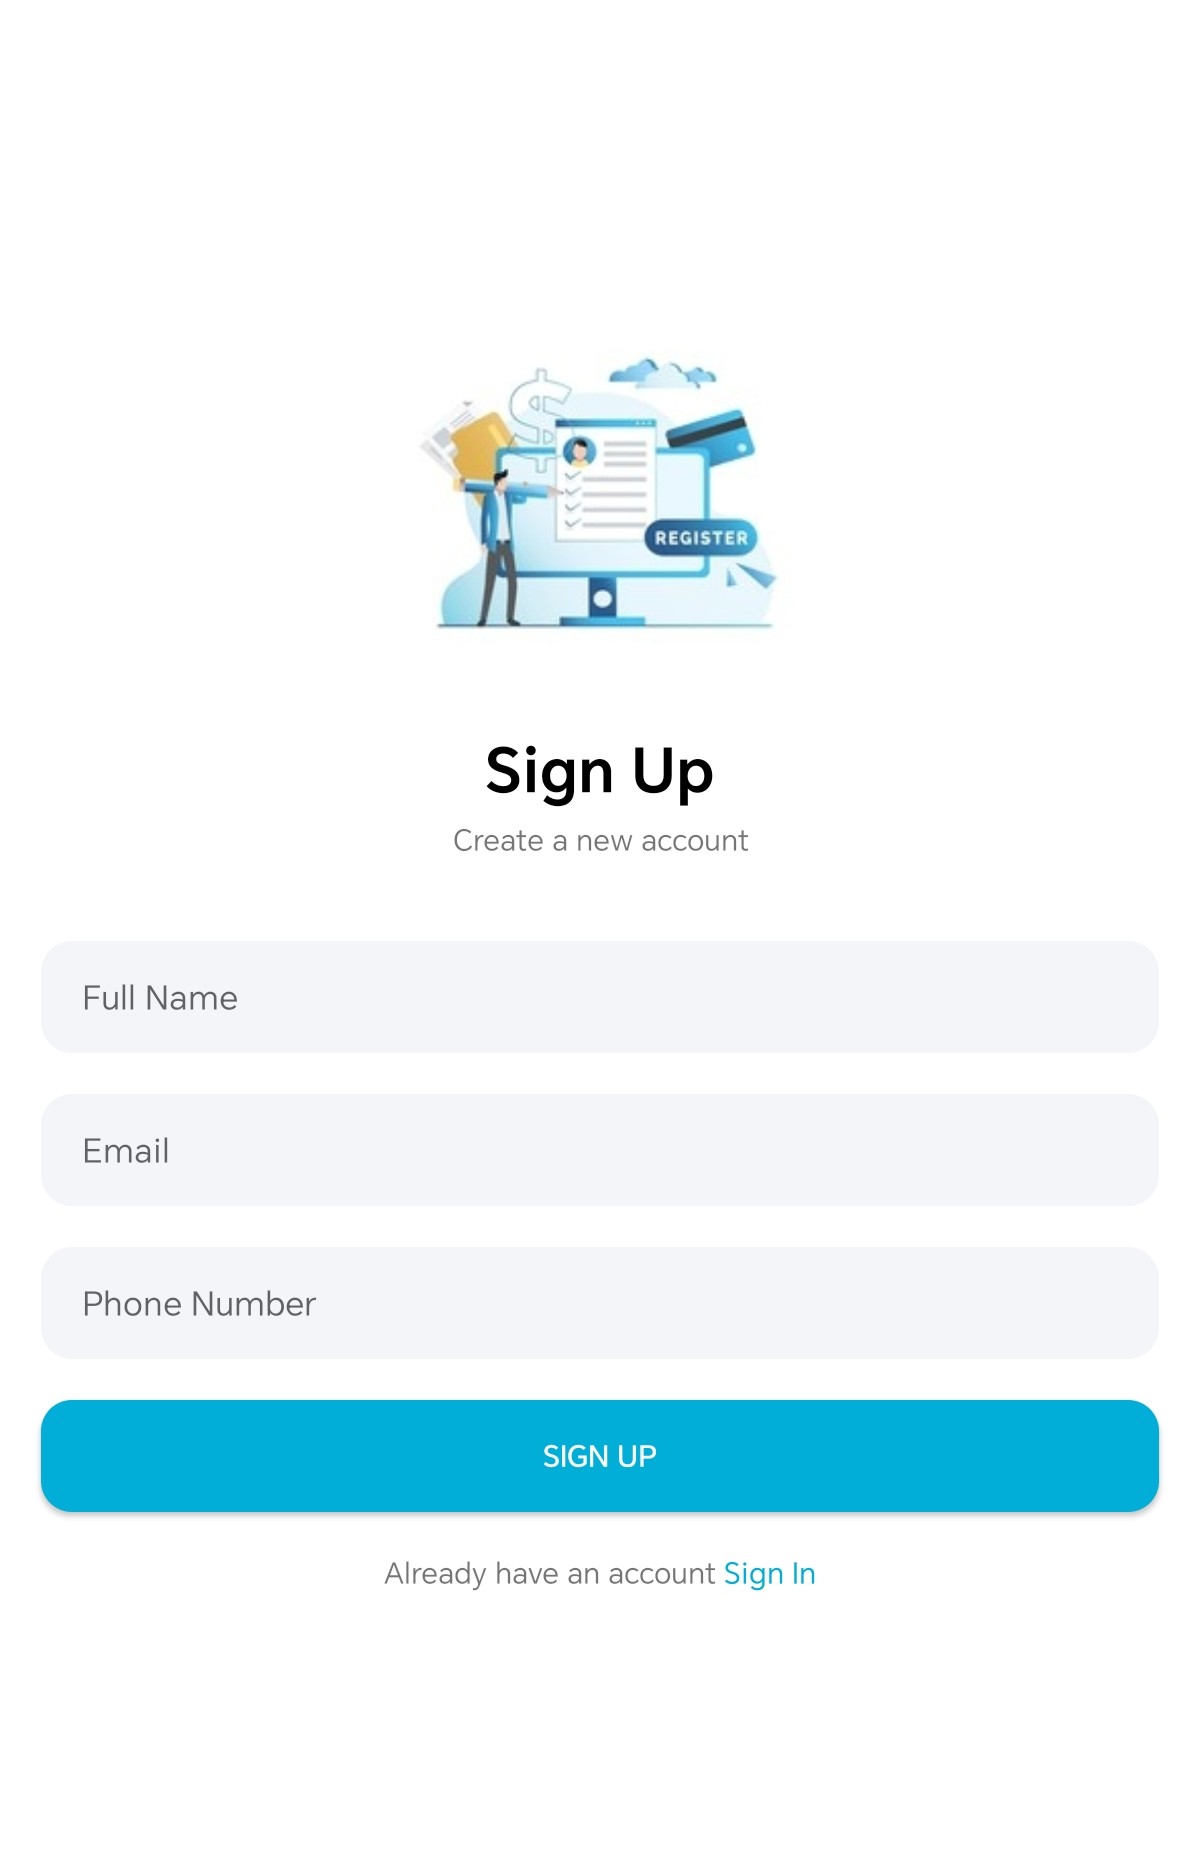 REGISTER
Sign Up
Create a new account
Full Name
Email
Phone Number
SIGN UP
Already have an account Sign In